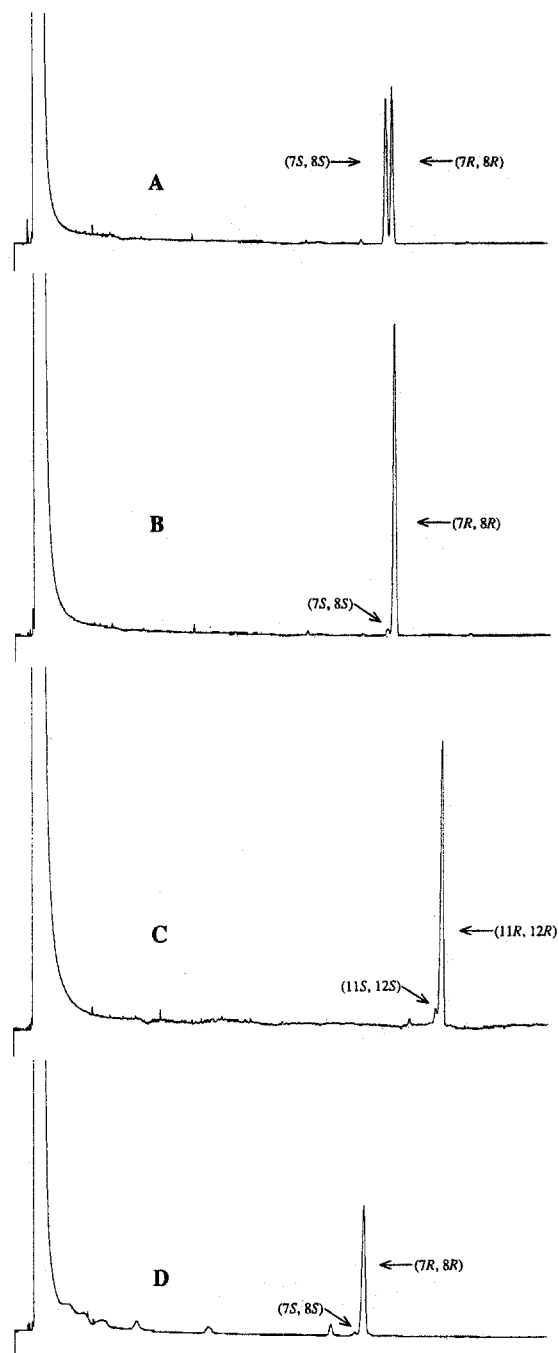 (7S, 8S) (7R, 8R)
A
(7R, 8R)
B
(7S, 8S)
(11R, 12R)
C
(11S, 12S)
(7R, 8R)
D
(7S, 8S)